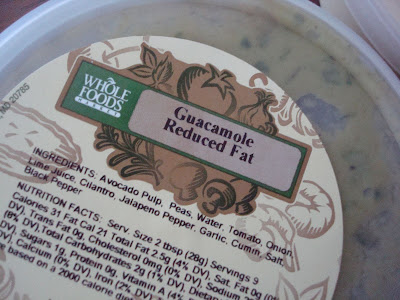 WHOLE
FOODS
MARKET
Guacamole
Reduced Fat
INGREDIENTS: Avocado Pulp, Peas, Water, Tomato, Onion,
Lime Juice, Cilantro, Jalapeno Pepper, Garlic, Cumin, Salt,
Black Pepper
NUTRITION FACTS: Serv. Size 2 tbsp (28g) Servings 9
Calories 31 Fat Cal 21 Total Fat 2.5g (4% DV), Sat. Fat 0g (0%
DV), Trans Fat 0g, Cholesterol 0mg (0% DV), Sodium
DV), Total Carbohydrates 2g (1% DV),
Sugars 1g, Protein 0g, Vitamin A (4%
DV), Calcium (0% DV), Iron (2%
based on a 2000 calorie